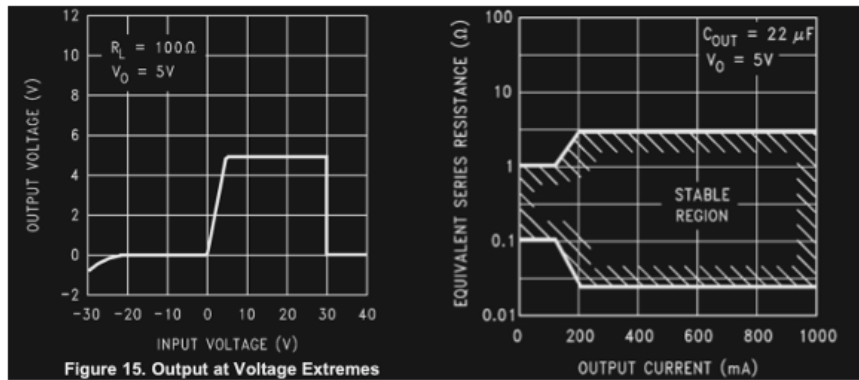 12
10
8
6
4
2
0
-2
OUTPUT VOLTAGE (V)
R_L = 100Ω
V_O = 5V
-30 -20 -10 0 10 20 30 40
INPUT VOLTAGE (V)
Figure 15. Output at Voltage Extremes
100
10
1
0.1
0.01
EQUIVALENT SERIES RESISTANCE (Ω)
C_OUT = 22 μF
V_O = 5V
STABLE
REGION
0 200 400 600 800 1000
OUTPUT CURRENT (mA)